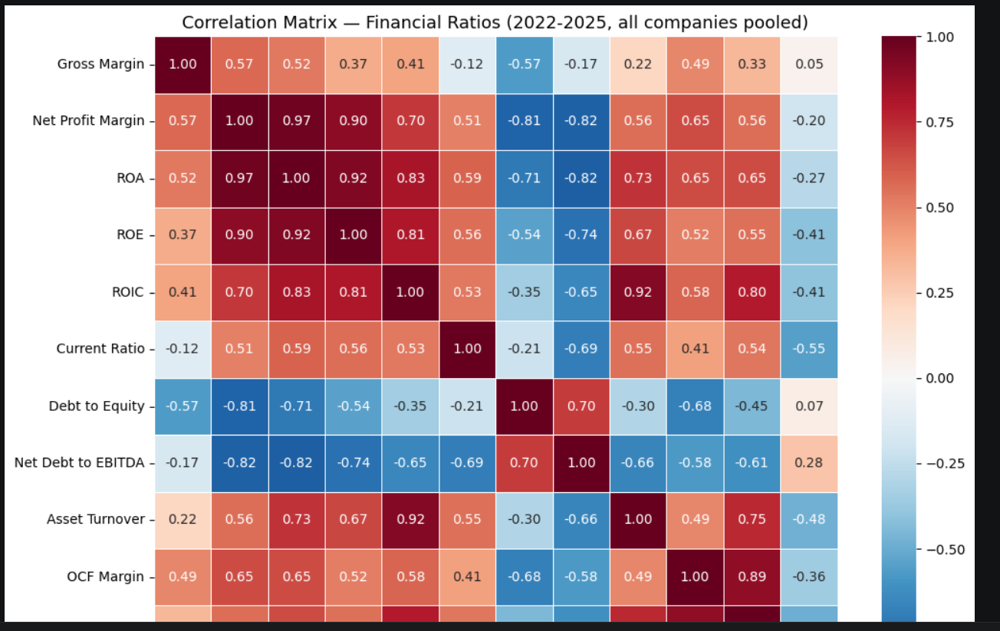 Correlation Matrix — Financial Ratios (2022-2025, all companies pooled)
Gross Margin 1.00 0.57 0.52 0.37 0.41 -0.12 -0.57 -0.17 0.22 0.49 0.33 0.05
Net Profit Margin 0.57 1.00 0.97 0.90 0.70 0.51 -0.81 -0.82 0.56 0.65 0.56 -0.20
ROA 0.52 0.97 1.00 0.92 0.83 0.59 -0.71 -0.82 0.73 0.65 0.65 -0.27
ROE 0.37 0.90 0.92 1.00 0.81 0.56 -0.54 -0.74 0.67 0.52 0.55 -0.41
ROIC 0.41 0.70 0.83 0.81 1.00 0.53 -0.35 -0.65 0.92 0.58 0.80 -0.41
Current Ratio -0.12 0.51 0.59 0.56 0.53 1.00 -0.21 -0.69 0.55 0.41 0.54 -0.55
Debt to Equity -0.57 -0.81 -0.71 -0.54 -0.35 -0.21 1.00 0.70 -0.30 -0.68 -0.45 0.07
Net Debt to EBITDA -0.17 -0.82 -0.82 -0.74 -0.65 -0.69 0.70 1.00 -0.66 -0.58 -0.61 0.28
Asset Turnover 0.22 0.56 0.73 0.67 0.92 0.55 -0.30 -0.66 1.00 0.49 0.75 -0.48
OCF Margin 0.49 0.65 0.65 0.52 0.58 0.41 -0.68 -0.58 0.49 1.00 0.89 -0.36
1.00
0.75
0.50
0.25
0.00
−0.25
−0.50